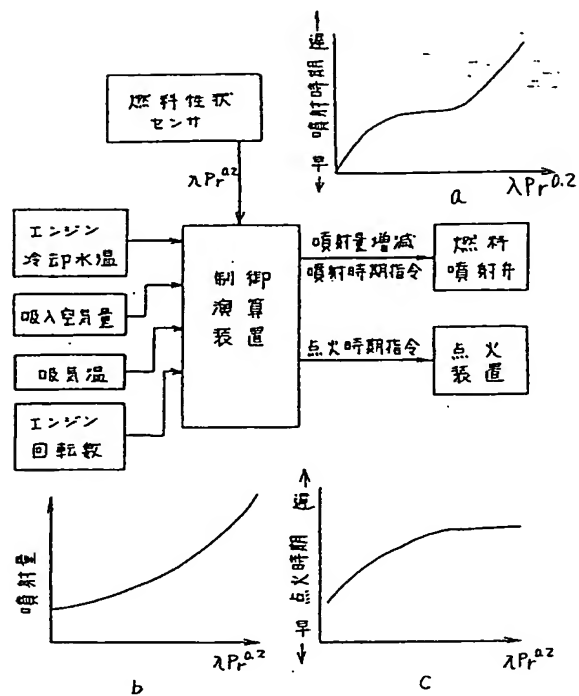 燃料性状
センサ
λPr^0.2
エンジン
冷却水温
吸入空気量
吸気温
エンジン
回転数
制御
演算
装置
噴射量増減
噴射時期指令
燃料
噴射弁
点火時期指令
点火
装置
遅
噴射時期
早
λPr^0.2
a
噴射量
λPr^0.2
b
遅
点火時期
早
λPr^0.2
c